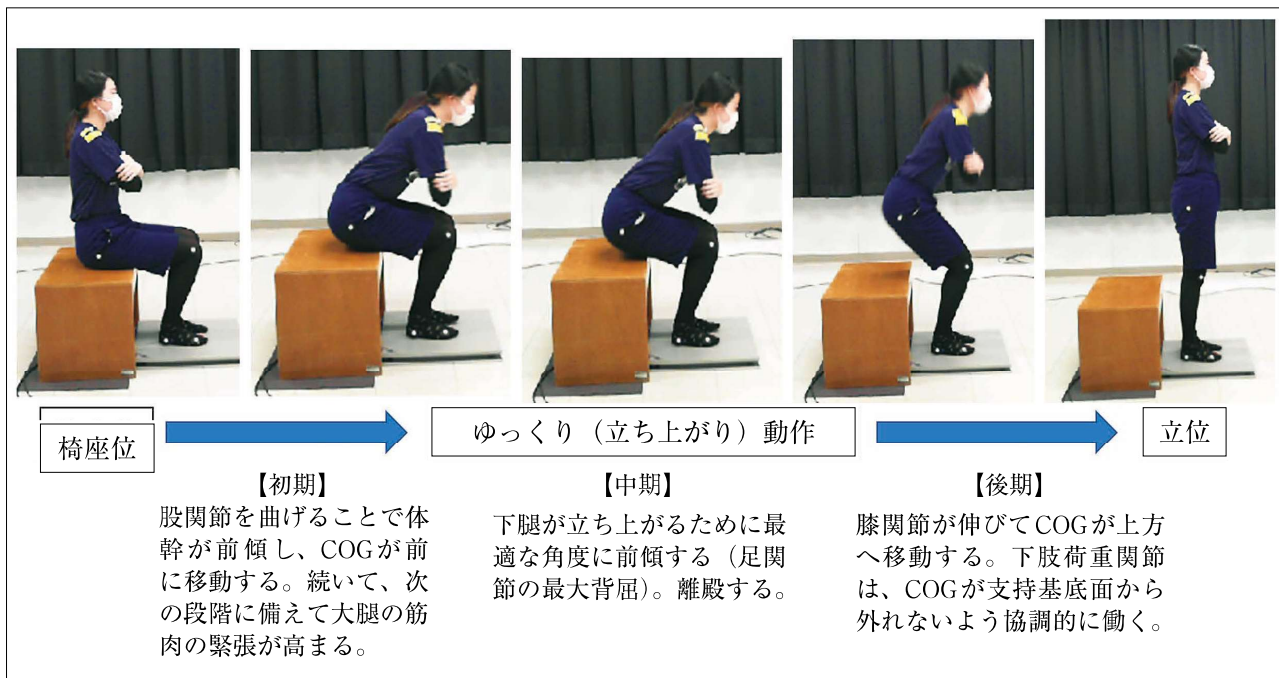 椅座位
ゆっくり（立ち上がり）動作
立位
【初期】
股関節を曲げることで体
幹が前傾し、COGが前
に移動する。続いて、次
の段階に備えて大腿の筋
肉の緊張が高まる。
【中期】
下腿が立ち上がるために最
適な角度に前傾する（足関
節の最大背屈）。離殿する。
【後期】
膝関節が伸びてCOGが上方
へ移動する。下肢荷重関節
は、COGが支持基底面から
外れないよう協調的に働く。